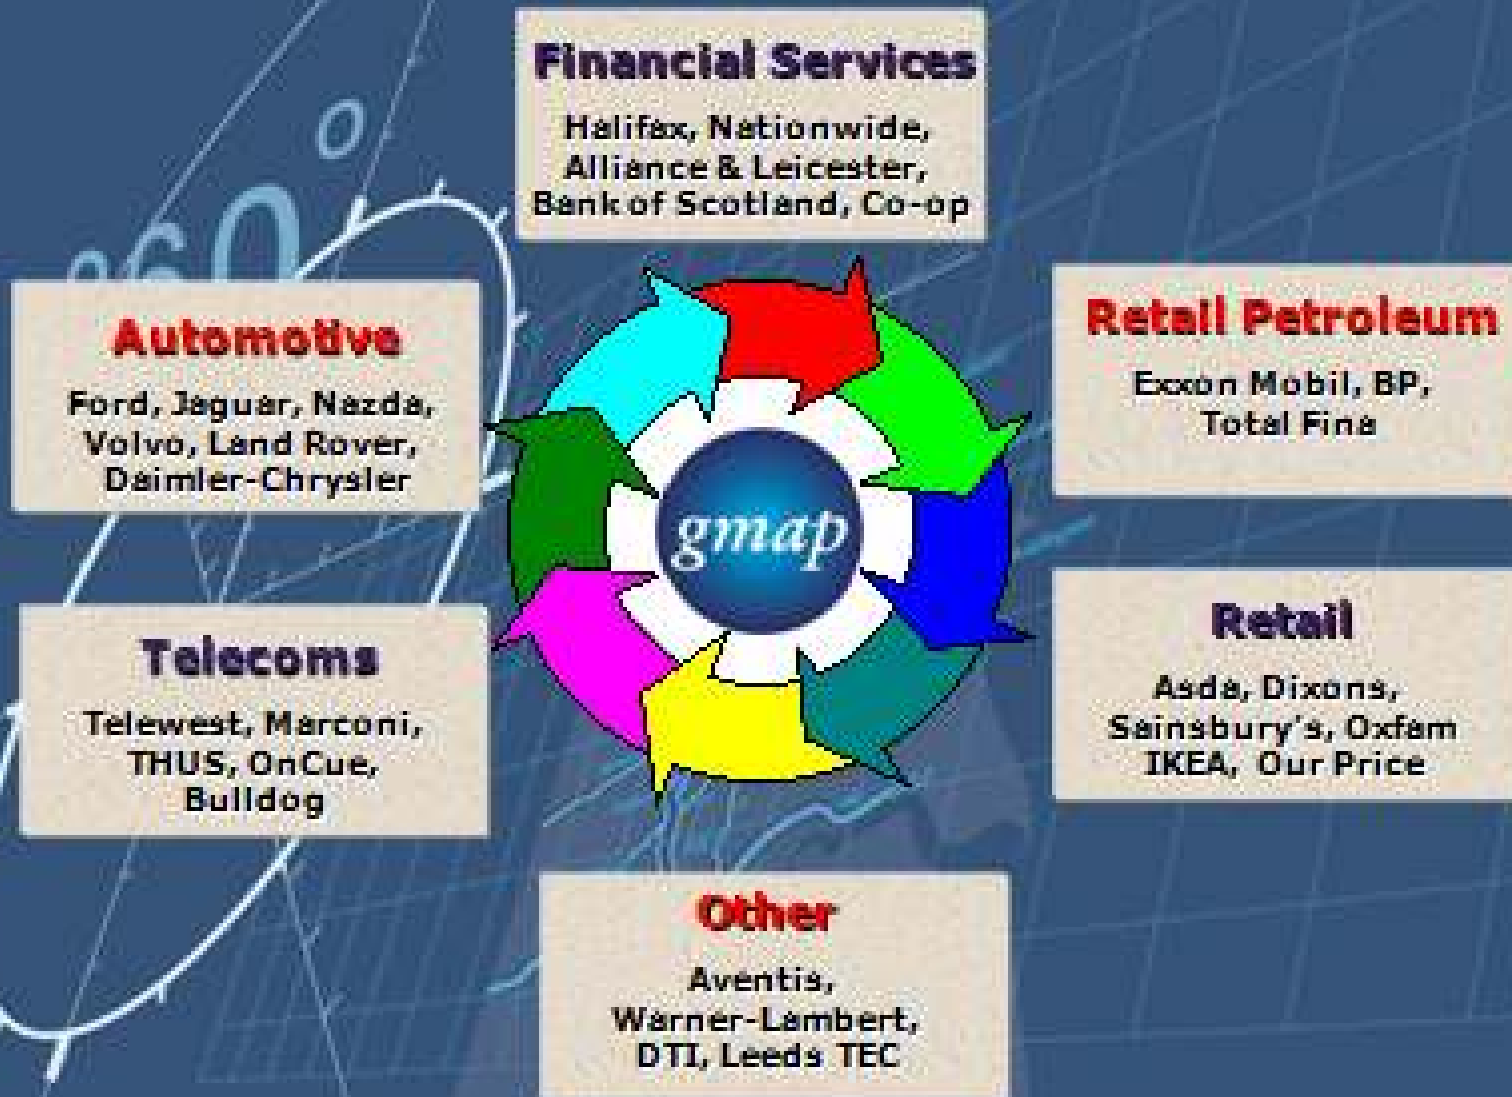 Financial Services
Halifax, Nationwide,
Alliance & Leicester,
Bank of Scotland, Co-op
Automotive
Ford, Jaguar, Nazda,
Volvo, Land Rover,
Daimler-Chrysler
Retail Petroleum
Exxon Mobil, BP,
Total Fina
gmap
Telecoms
Telewest, Marconi,
THUS, OnCue,
Bulldog
Retail
Asda, Dixons,
Sainsbury's, Oxfam
IKEA, Our Price
Other
Aventis,
Warner-Lambert,
DTI, Leeds TEC